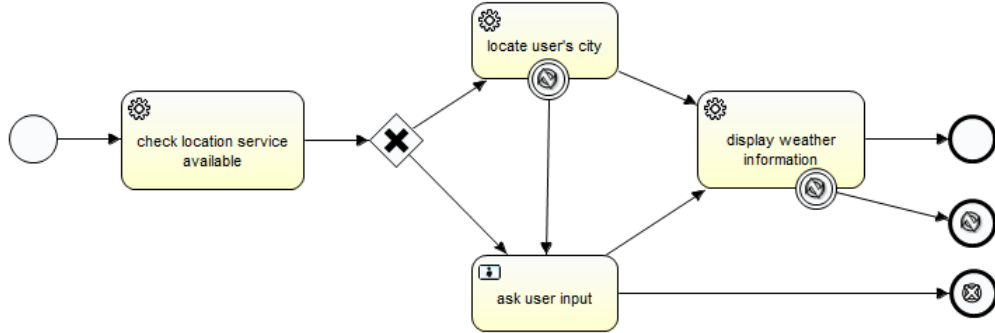 locate user's city
check location service
available
display weather
information
ask user input